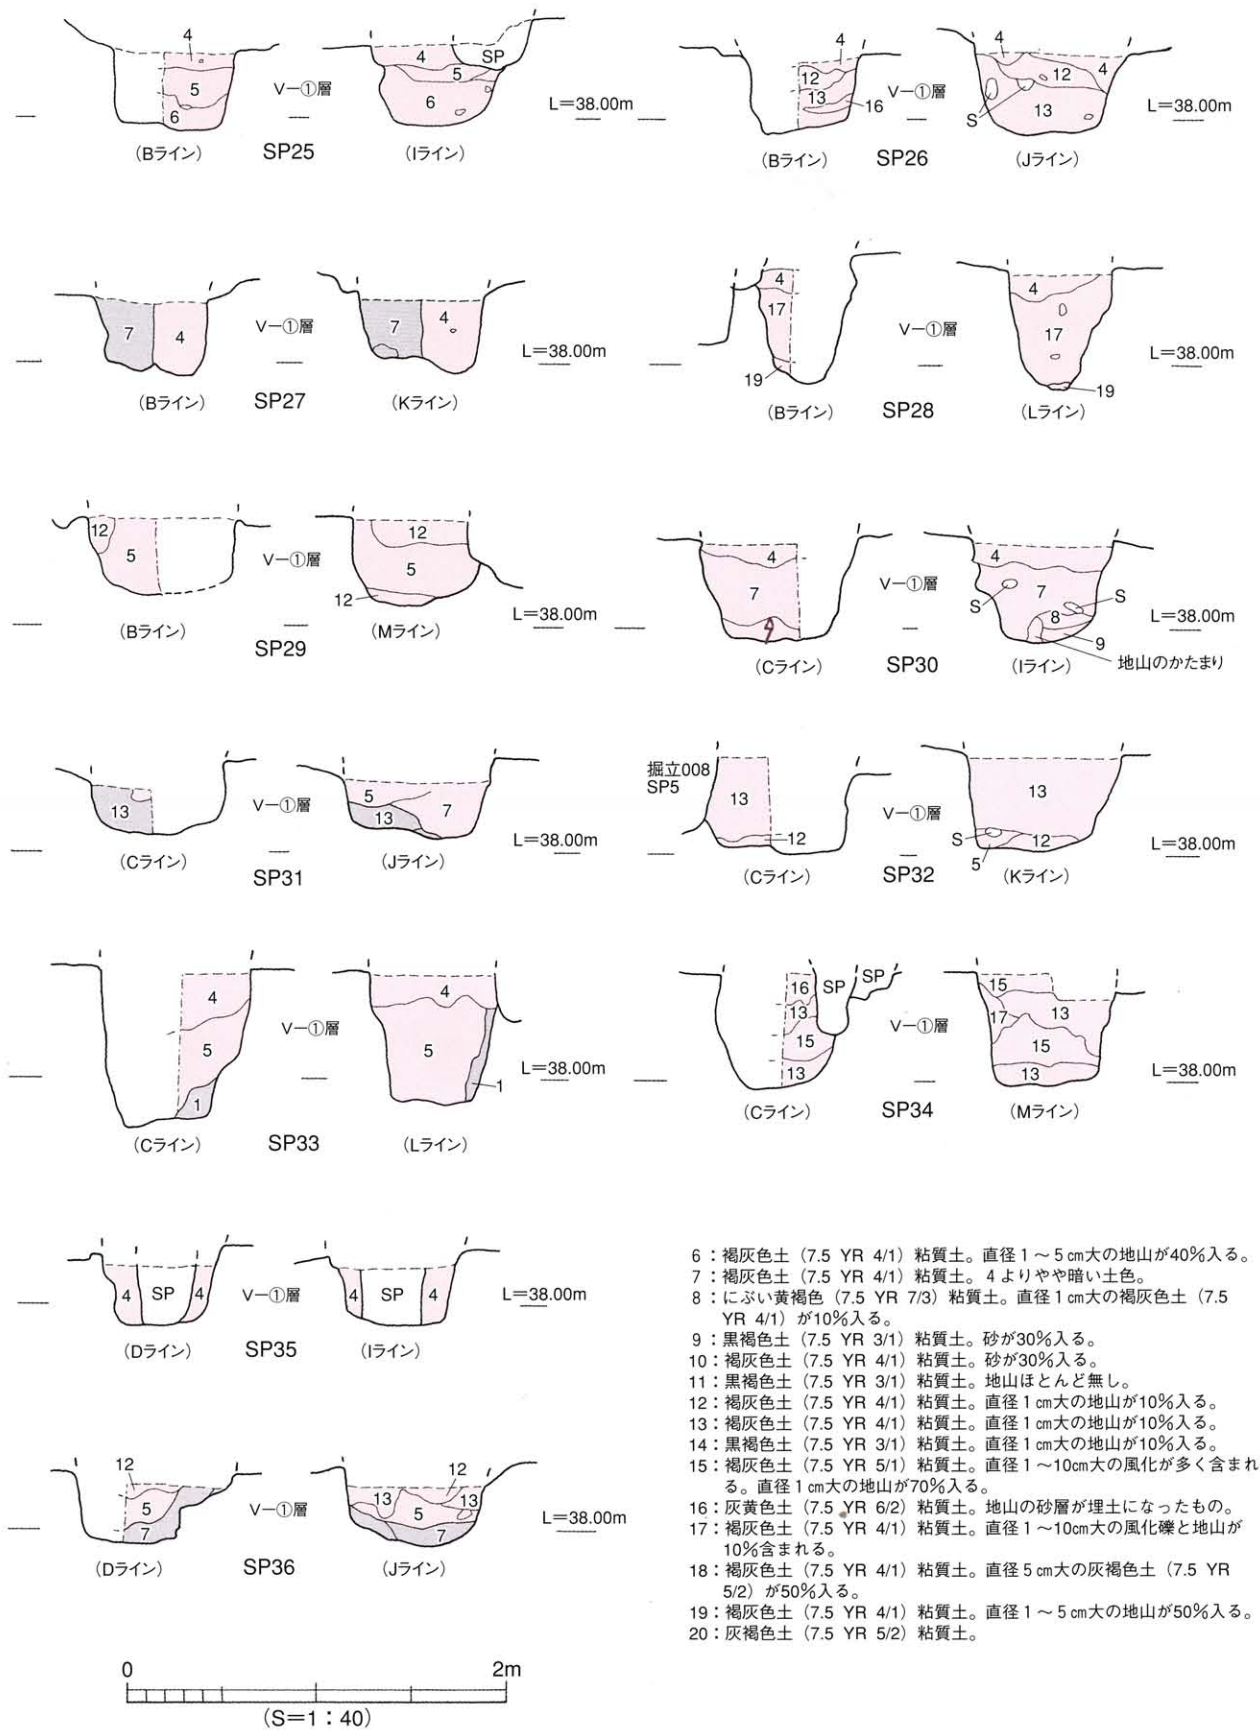 4
5
6
V−①層
4
SP
5
6
L=38.00m
(Bライン)
SP25
(Iライン)
4
12
13
16
V−①層
4
12
4
13
S
L=38.00m
(Bライン)
SP26
(Jライン)
7
4
V−①層
7
4
L=38.00m
(Bライン)
SP27
(Kライン)
4
17
19
V−①層
4
17
19
L=38.00m
(Bライン)
SP28
(Lライン)
12
5
V−①層
12
5
12
L=38.00m
(Bライン)
SP29
(Mライン)
4
7
V−①層
4
7
S
S
8
9
地山のかたまり
L=38.00m
(Cライン)
SP30
(Iライン)
13
V−①層
5
13
7
L=38.00m
(Cライン)
SP31
(Jライン)
掘立008
SP5
13
12
V−①層
13
S
12
5
L=38.00m
(Cライン)
SP32
(Kライン)
4
5
1
V−①層
4
5
1
L=38.00m
(Cライン)
SP33
(Lライン)
16
13
15
13
SP
SP
V−①層
15
17
13
15
13
L=38.00m
(Cライン)
SP34
(Mライン)
4
SP
4
V−①層
4
SP
4
L=38.00m
(Dライン)
SP35
(Iライン)
12
5
7
V−①層
12
13
13
5
7
L=38.00m
(Dライン)
SP36
(Jライン)
6：褐灰色土（7.5 YR 4/1）粘質土。直径1～5㎝大の地山が40％入る。
7：褐灰色土（7.5 YR 4/1）粘質土。4よりやや暗い土色。
8：にぶい黄褐色（7.5 YR 7/3）粘質土。直径1㎝大の褐灰色土（7.5
YR 4/1）が10％入る。
9：黒褐色土（7.5 YR 3/1）粘質土。砂が30％入る。
10：褐灰色土（7.5 YR 4/1）粘質土。砂が30％入る。
11：黒褐色土（7.5 YR 3/1）粘質土。地山ほとんど無し。
12：褐灰色土（7.5 YR 4/1）粘質土。直径1㎝大の地山が10％入る。
13：褐灰色土（7.5 YR 4/1）粘質土。直径1㎝大の地山が10％入る。
14：黒褐色土（7.5 YR 3/1）粘質土。直径1㎝大の地山が10％入る。
15：褐灰色土（7.5 YR 5/1）粘質土。直径1～10㎝大の風化が多く含まれ
る。直径1㎝大の地山が70％入る。
16：灰黄色土（7.5 YR 6/2）粘質土。地山の砂層が埋土になったもの。
17：褐灰色土（7.5 YR 4/1）粘質土。直径1～10㎝大の風化礫と地山が
10％含まれる。
18：褐灰色土（7.5 YR 4/1）粘質土。直径5㎝大の灰褐色土（7.5 YR
5/2）が50％入る。
19：褐灰色土（7.5 YR 4/1）粘質土。直径1～5㎝大の地山が50％入る。
20：灰褐色土（7.5 YR 5/2）粘質土。
0
2m
(S=1：40)